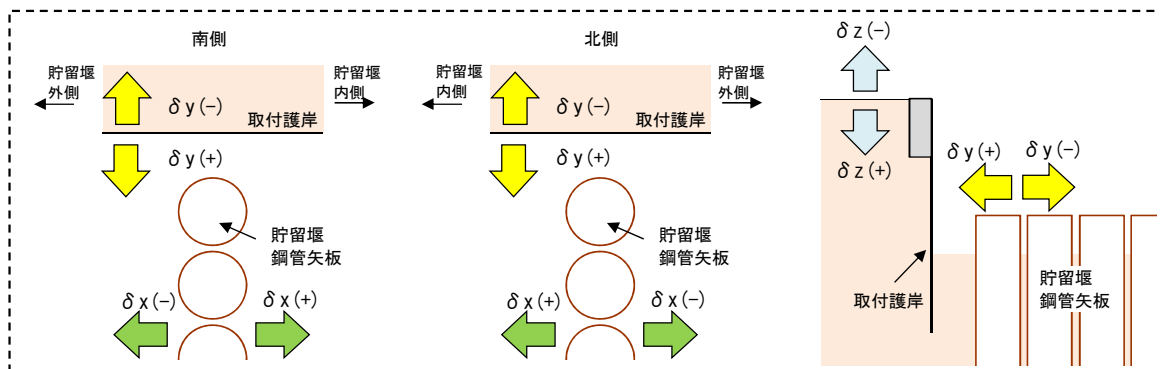 南側
貯留堰
外側
δy(−)
貯留堰
内側
取付護岸
δy(+)
貯留堰
鋼管矢板
δx(−)
δx(+)
北側
貯留堰
内側
δy(−)
貯留堰
外側
取付護岸
δy(+)
貯留堰
鋼管矢板
δx(+)
δx(−)
δz(−)
δz(+)
δy(+)
δy(−)
取付護岸
貯留堰
鋼管矢板